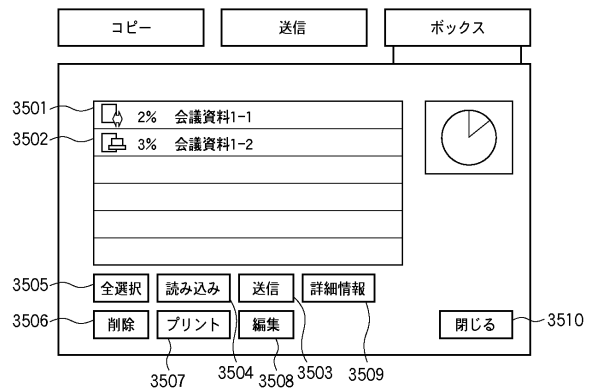 コピー 送信 ボックス
3501 2% 会議資料1-1
3502 3% 会議資料1-2
3505 全選択 読み込み 送信 詳細情報
3506 削除 プリント 編集 閉じる 3510
3507 3504 3508 3503 3509